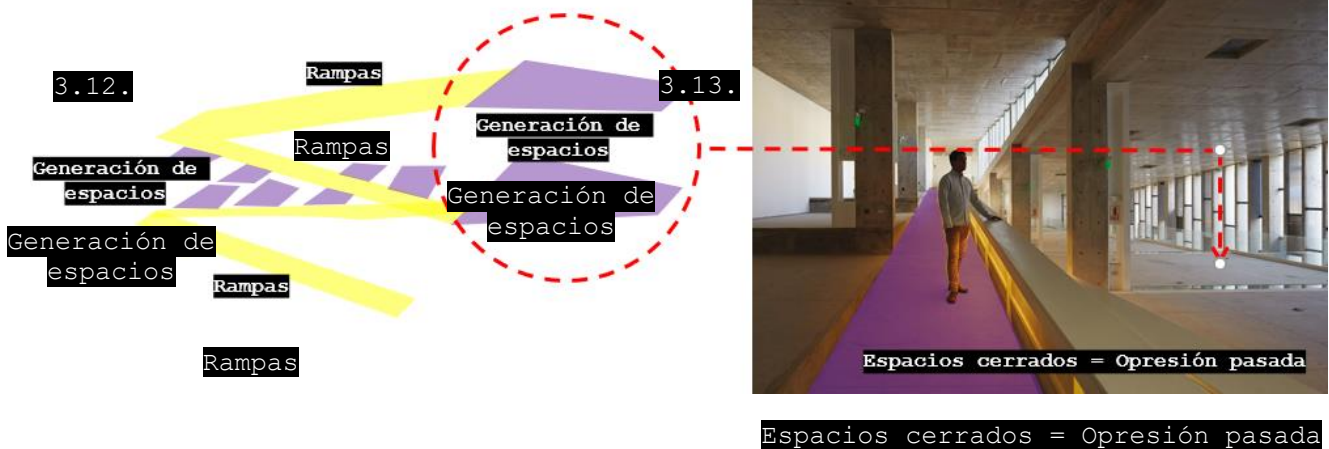 Rampas
3.12.
3.13.
Generación de
espacios
Rampas
Generación de
espacios
Generación de
espacios
Generación de
espacios
Rampas
Rampas
Espacios cerrados = Opresión pasada
Espacios cerrados = Opresión pasada